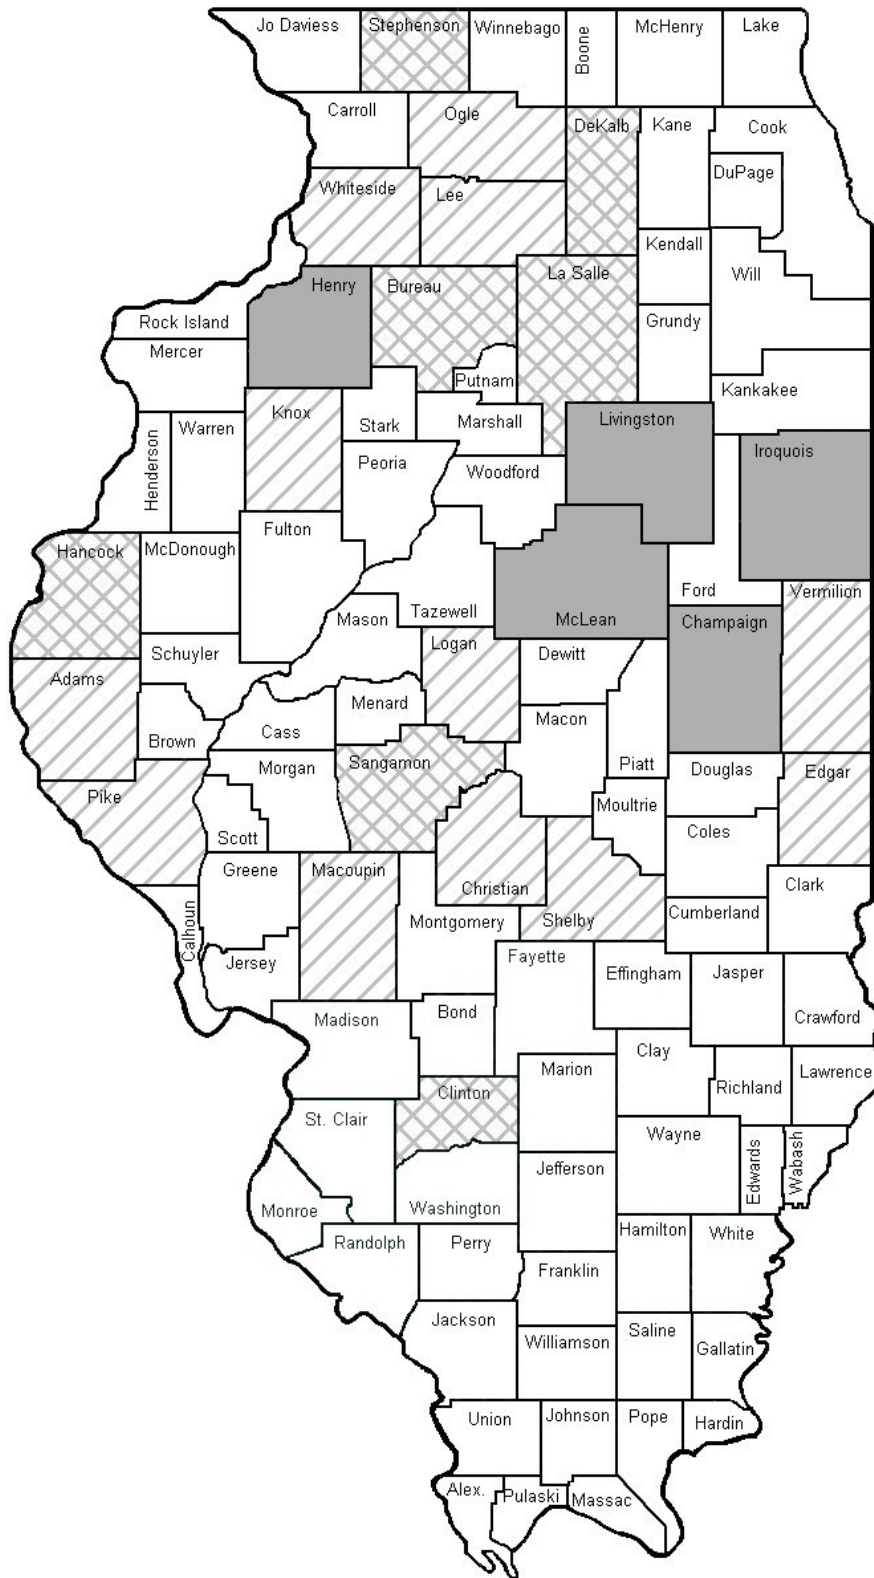 Jo Daviess
Stephenson
Winnebago
Boone
McHenry
Lake
Carroll
Ogle
DeKalb
Kane
Cook
DuPage
Whiteside
Lee
Kendall
Will
Henry
Bureau
La Salle
Rock Island
Grundy
Mercer
Putnam
Kankakee
Knox
Stark
Marshall
Livingston
Henderson
Warren
Peoria
Woodford
Iroquois
Hancock
McDonough
Fulton
Mason
Tazewell
McLean
Ford
Vermilion
Champaign
Schuyler
Logan
Dewitt
Adams
Brown
Cass
Menard
Macon
Piatt
Pike
Morgan
Sangamon
Douglas
Edgar
Scott
Moultrie
Coles
Greene
Macoupin
Christian
Clark
Calhoun
Montgomery
Shelby
Cumberland
Jersey
Fayette
Effingham
Jasper
Crawford
Madison
Bond
Clay
Marion
Richland
Lawrence
Clinton
St. Clair
Wayne
Edwards
Wabash
Jefferson
Washington
Monroe
Randolph
Perry
Hamilton
White
Franklin
Jackson
Williamson
Saline
Gallatin
Union
Johnson
Pope
Hardin
Alex.
Pulaski
Massac